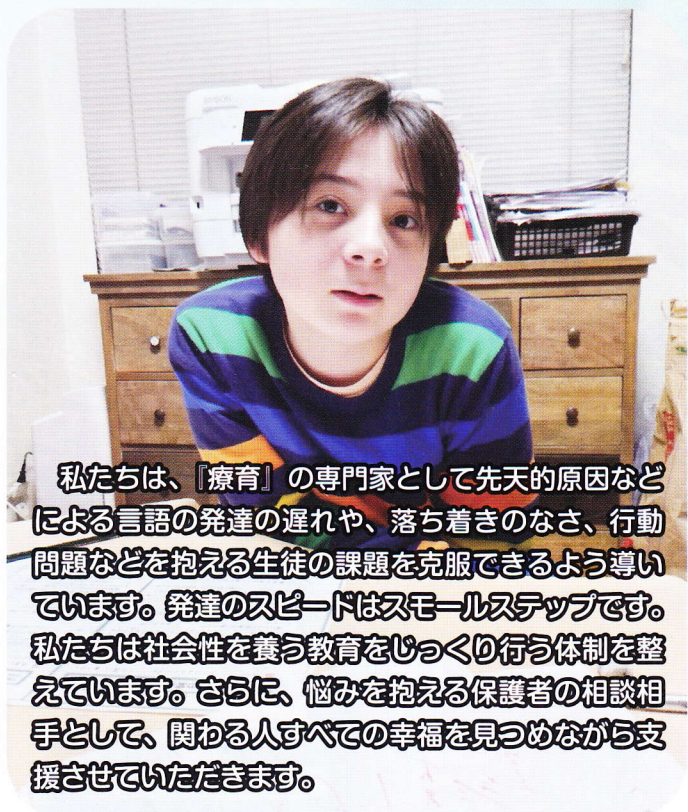 私たちは、『療育』の専門家として先天的原因など
による言語の発達の遅れや、落ち着きのなさ、行動
問題などを抱える生徒の課題を克服できるよう導い
ています。発達のスピードはスモールステップです。
私たちは社会性を養う教育をじっくり行う体制を整
えています。さらに、悩みを抱える保護者の相談相
手として、関わる人すべての幸福を見つめながら支
援させていただきます。